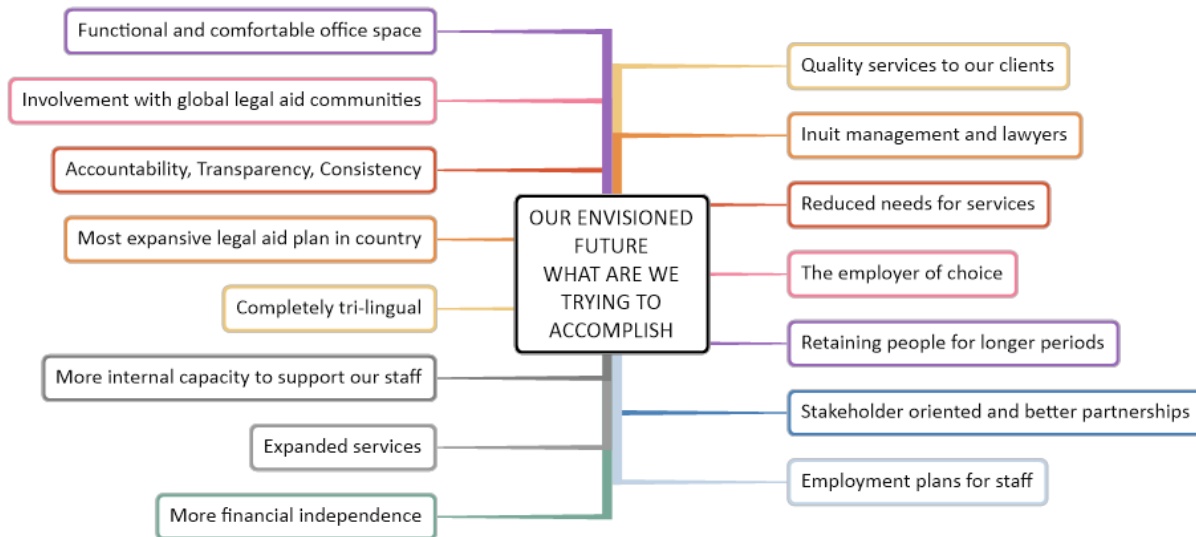 Functional and comfortable office space
Involvement with global legal aid communities
Accountability, Transparency, Consistency
Most expansive legal aid plan in country
Completely tri-lingual
More internal capacity to support our staff
Expanded services
More financial independence
OUR ENVISIONED
FUTURE
WHAT ARE WE
TRYING TO
ACCOMPLISH
Quality services to our clients
Inuit management and lawyers
Reduced needs for services
The employer of choice
Retaining people for longer periods
Stakeholder oriented and better partnerships
Employment plans for staff